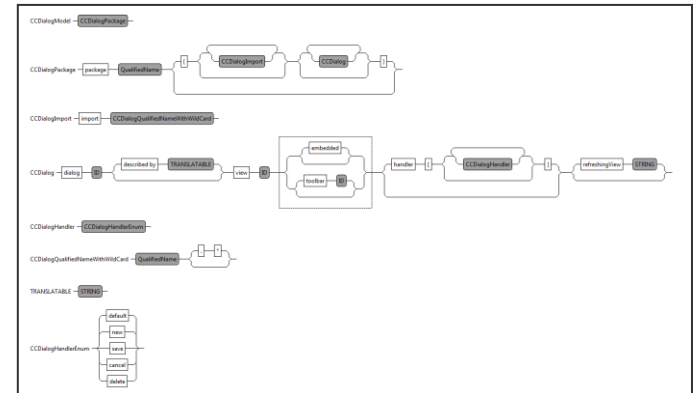 CCDialogModel CCDialogPackage
CCDialogPackage package QualifiedName { CCDialogImport CCDialog }
CCDialogImport import CCDialogQualifiedNameWithWildCard
CCDialog dialog ID described by TRANSLATABLE view ID embedded toolbar ID handler { CCDialogHandler } refreshingView STRING
CCDialogHandler CCDialogHandlerEnum
CCDialogQualifiedNameWithWildCard QualifiedName . *
TRANSLATABLE STRING
CCDialogHandlerEnum default
new
save
cancel
delete